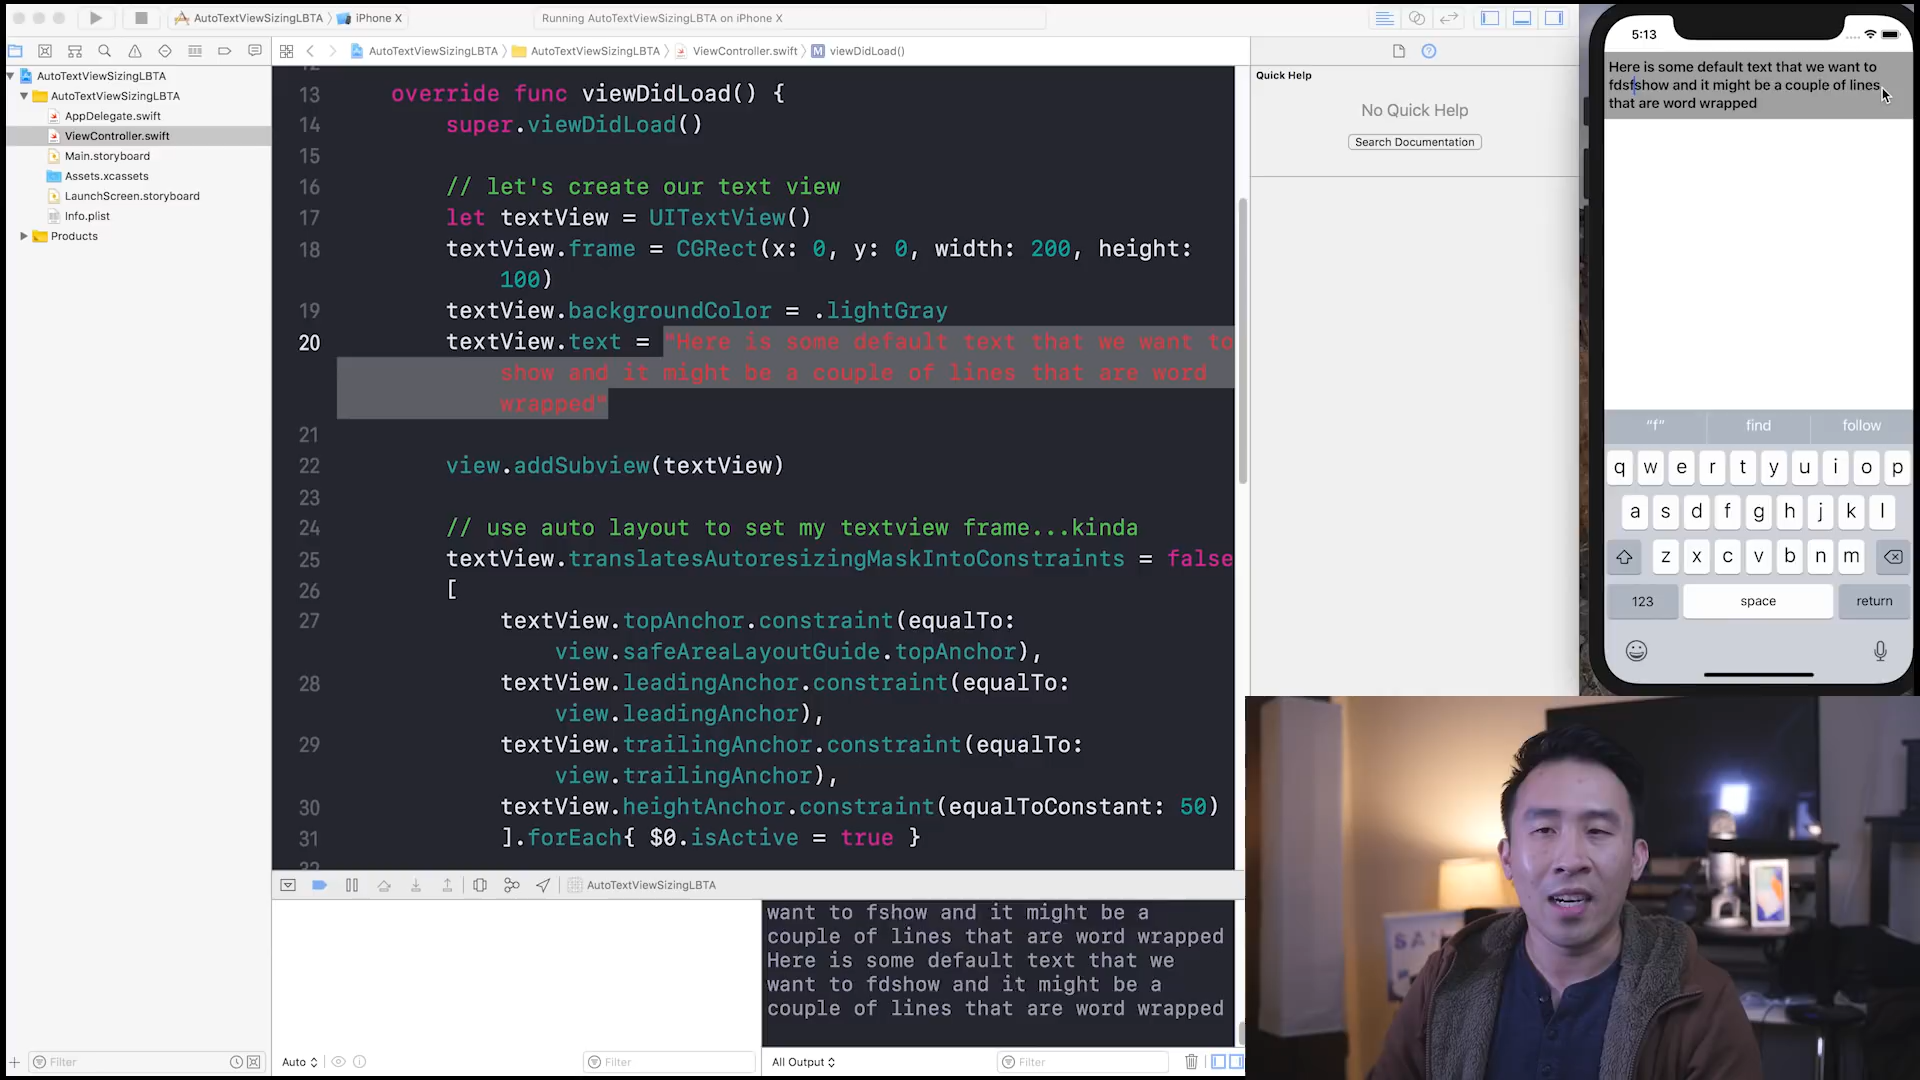 AutoTextViewSizingLBTA
iPhone X
Running AutoTextViewSizingLBTA on iPhone X
AutoTextViewSizingLBTA
AutoTextViewSizingLBTA
ViewController.swift
M
viewDidLoad()
AutoTextViewSizingLBTA
AutoTextViewSizingLBTA
AppDelegate.swift
ViewController.swift
Main.storyboard
Assets.xcassets
LaunchScreen.storyboard
Info.plist
Products
13 override func viewDidLoad() {
14 super.viewDidLoad()
15
16 // let's create our text view
17 let textView = UITextView()
18 textView.frame = CGRect(x: 0, y: 0, width: 200, height:
100)
19 textView.backgroundColor = .lightGray
20 textView.text = "Here is some default text that we want to
show and it might be a couple of lines that are word
wrapped"
21
22 view.addSubview(textView)
23
24 // use auto layout to set my textview frame...kinda
25 textView.translatesAutoresizingMaskIntoConstraints = false
26 [
27 textView.topAnchor.constraint(equalTo:
view.safeAreaLayoutGuide.topAnchor),
28 textView.leadingAnchor.constraint(equalTo:
view.leadingAnchor),
29 textView.trailingAnchor.constraint(equalTo:
view.trailingAnchor),
30 textView.heightAnchor.constraint(equalToConstant: 50)
31 ].forEach{ $0.isActive = true }
AutoTextViewSizingLBTA
want to fshow and it might be a
couple of lines that are word wrapped
Here is some default text that we
want to fdshow and it might be a
couple of lines that are word wrapped
Filter
Auto
Filter
All Output
Filter
Quick Help
No Quick Help
Search Documentation
5:13
Here is some default text that we want to
fdsfshow and it might be a couple of lines
that are word wrapped
"f" find follow
q w e r t y u i o p
a s d f g h j k l
z x c v b n m
123 space return